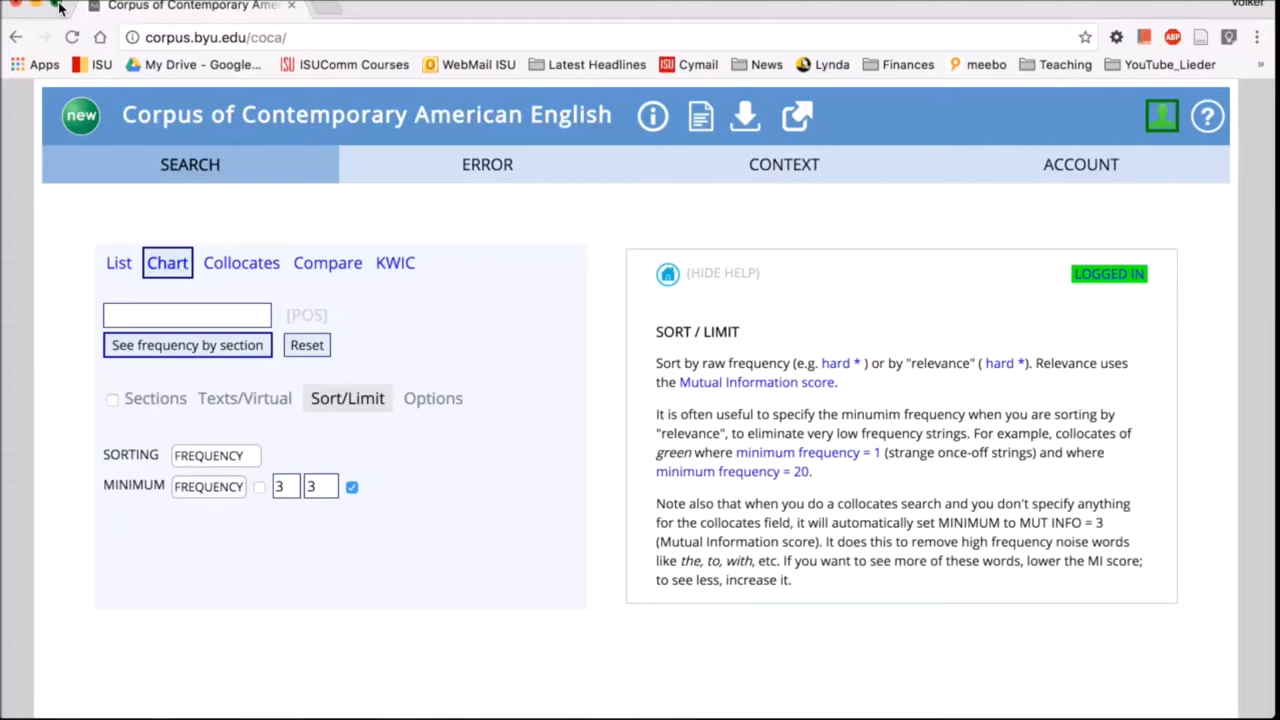 Corpus of Contemporary Ame
Volker
corpus.byu.edu/coca/
ABP
Apps ISU My Drive - Google... ISUComm Courses WebMail ISU Latest Headlines Cymail News Lynda Finances meebo Teaching YouTube_Lieder »
new Corpus of Contemporary American English
SEARCH ERROR CONTEXT ACCOUNT
List Chart Collocates Compare KWIC
[POS]
See frequency by section Reset
Sections Texts/Virtual Sort/Limit Options
SORTING FREQUENCY
MINIMUM FREQUENCY 3 3
(HIDE HELP) LOGGED IN
SORT / LIMIT
Sort by raw frequency (e.g. hard * ) or by "relevance" ( hard *). Relevance uses
the Mutual Information score.
It is often useful to specify the minumim frequency when you are sorting by
"relevance", to eliminate very low frequency strings. For example, collocates of
green where minimum frequency = 1 (strange once-off strings) and where
minimum frequency = 20.
Note also that when you do a collocates search and you don't specify anything
for the collocates field, it will automatically set MINIMUM to MUT INFO = 3
(Mutual Information score). It does this to remove high frequency noise words
like the, to, with, etc. If you want to see more of these words, lower the MI score;
to see less, increase it.